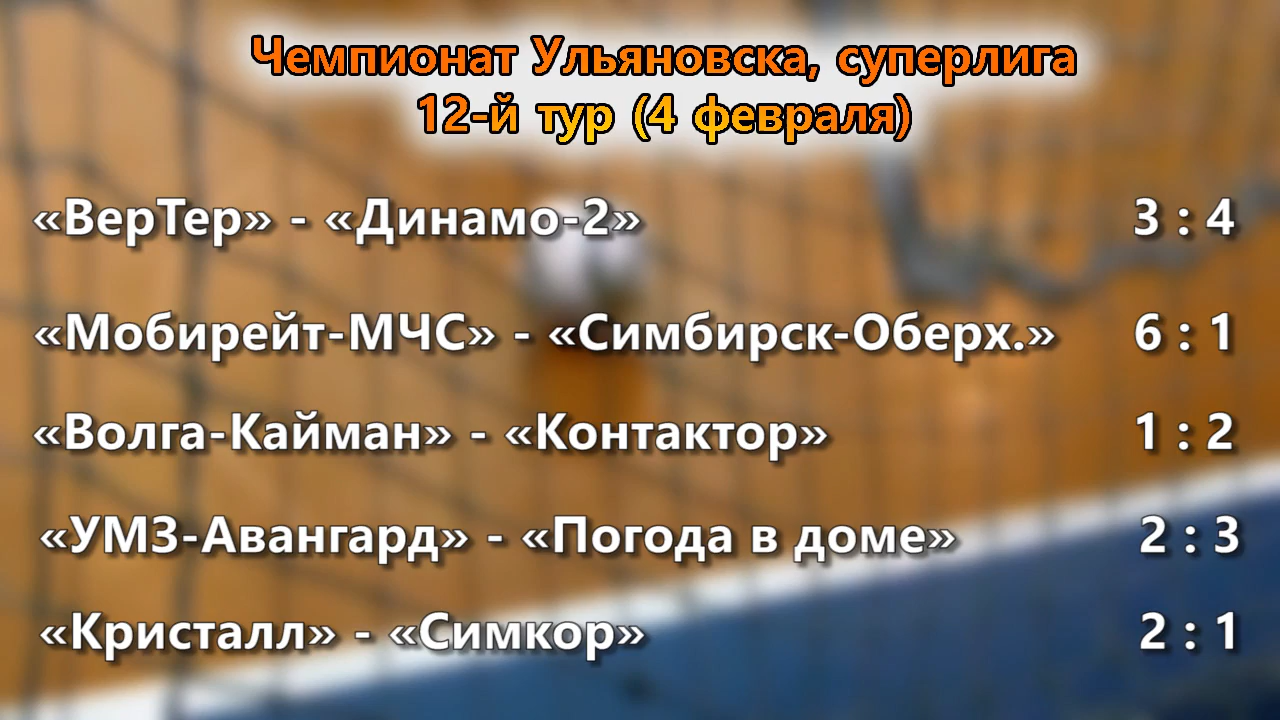 Чемпионат Ульяновска, суперлига
12-й тур (4 февраля)
«ВерТер» - «Динамо-2» 3 : 4
«Мобирейт-МЧС» - «Симбирск-Оберх.» 6 : 1
«Волга-Кайман» - «Контактор» 1 : 2
«УМЗ-Авангард» - «Погода в доме» 2 : 3
«Кристалл» - «Симкор» 2 : 1